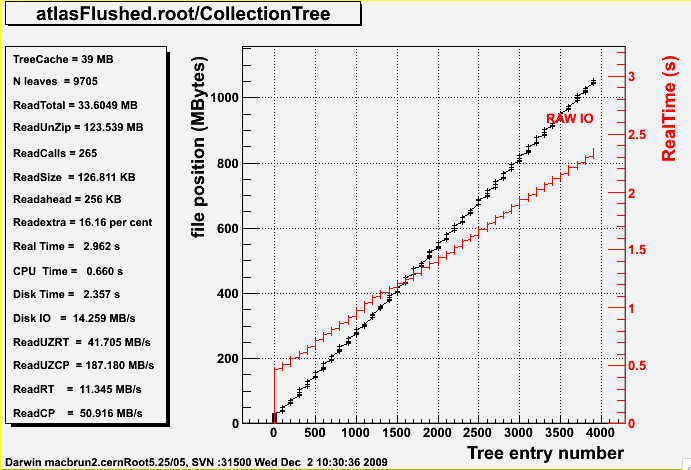 atlasFlushed.root/CollectionTree
TreeCache = 39 MB
N leaves = 9705
ReadTotal = 33.6049 MB
ReadUnZip = 123.539 MB
ReadCalls = 265
ReadSize = 126.811 KB
Readahead = 256 KB
Readextra = 16.16 per cent
Real Time = 2.962 s
CPU Time = 0.660 s
Disk Time = 2.357 s
Disk IO = 14.259 MB/s
ReadUZRT = 41.705 MB/s
ReadUZCP = 187.180 MB/s
ReadRT = 11.345 MB/s
ReadCP = 50.916 MB/s
file position (MBytes)
1000
800
600
400
200
0
RAW IO
3
2.5
2
1.5
1
0.5
0
RealTime (s)
0 500 1000 1500 2000 2500 3000 3500 4000
Tree entry number
Darwin macbrun2.cernRoot5.25/05, SVN :31500 Wed Dec 2 10:30:36 2009